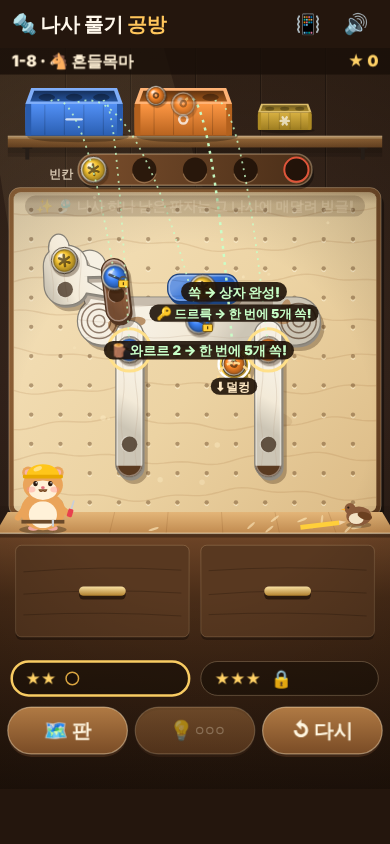 나사 풀기 공방
1-8 · 흔들목마
★ 0
빈칸
쏙 → 상자 완성!
드르륵 → 한 번에 5개 쏙!
와르르 2 → 한 번에 5개 쏙!
⬇덜컹
★★ ○
★★★
판
○○○
다시